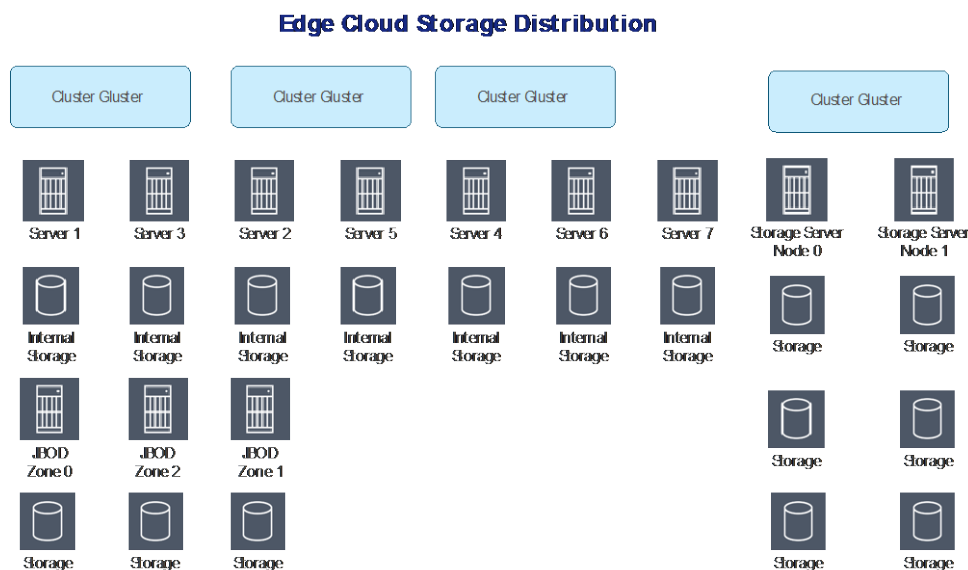 Edge Cloud Storage Distribution
Cluster Gluster
Cluster Gluster
Cluster Gluster
Cluster Gluster
Server 1
Server 3
Server 2
Server 5
Server 4
Server 6
Server 7
Storage Server
Node 0
Storage Server
Node 1
Internal
Storage
Internal
Storage
Internal
Storage
Internal
Storage
Internal
Storage
Internal
Storage
Internal
Storage
Storage
Storage
JBOD
Zone 0
JBOD
Zone 2
JBOD
Zone 1
Storage
Storage
Storage
Storage
Storage
Storage
Storage